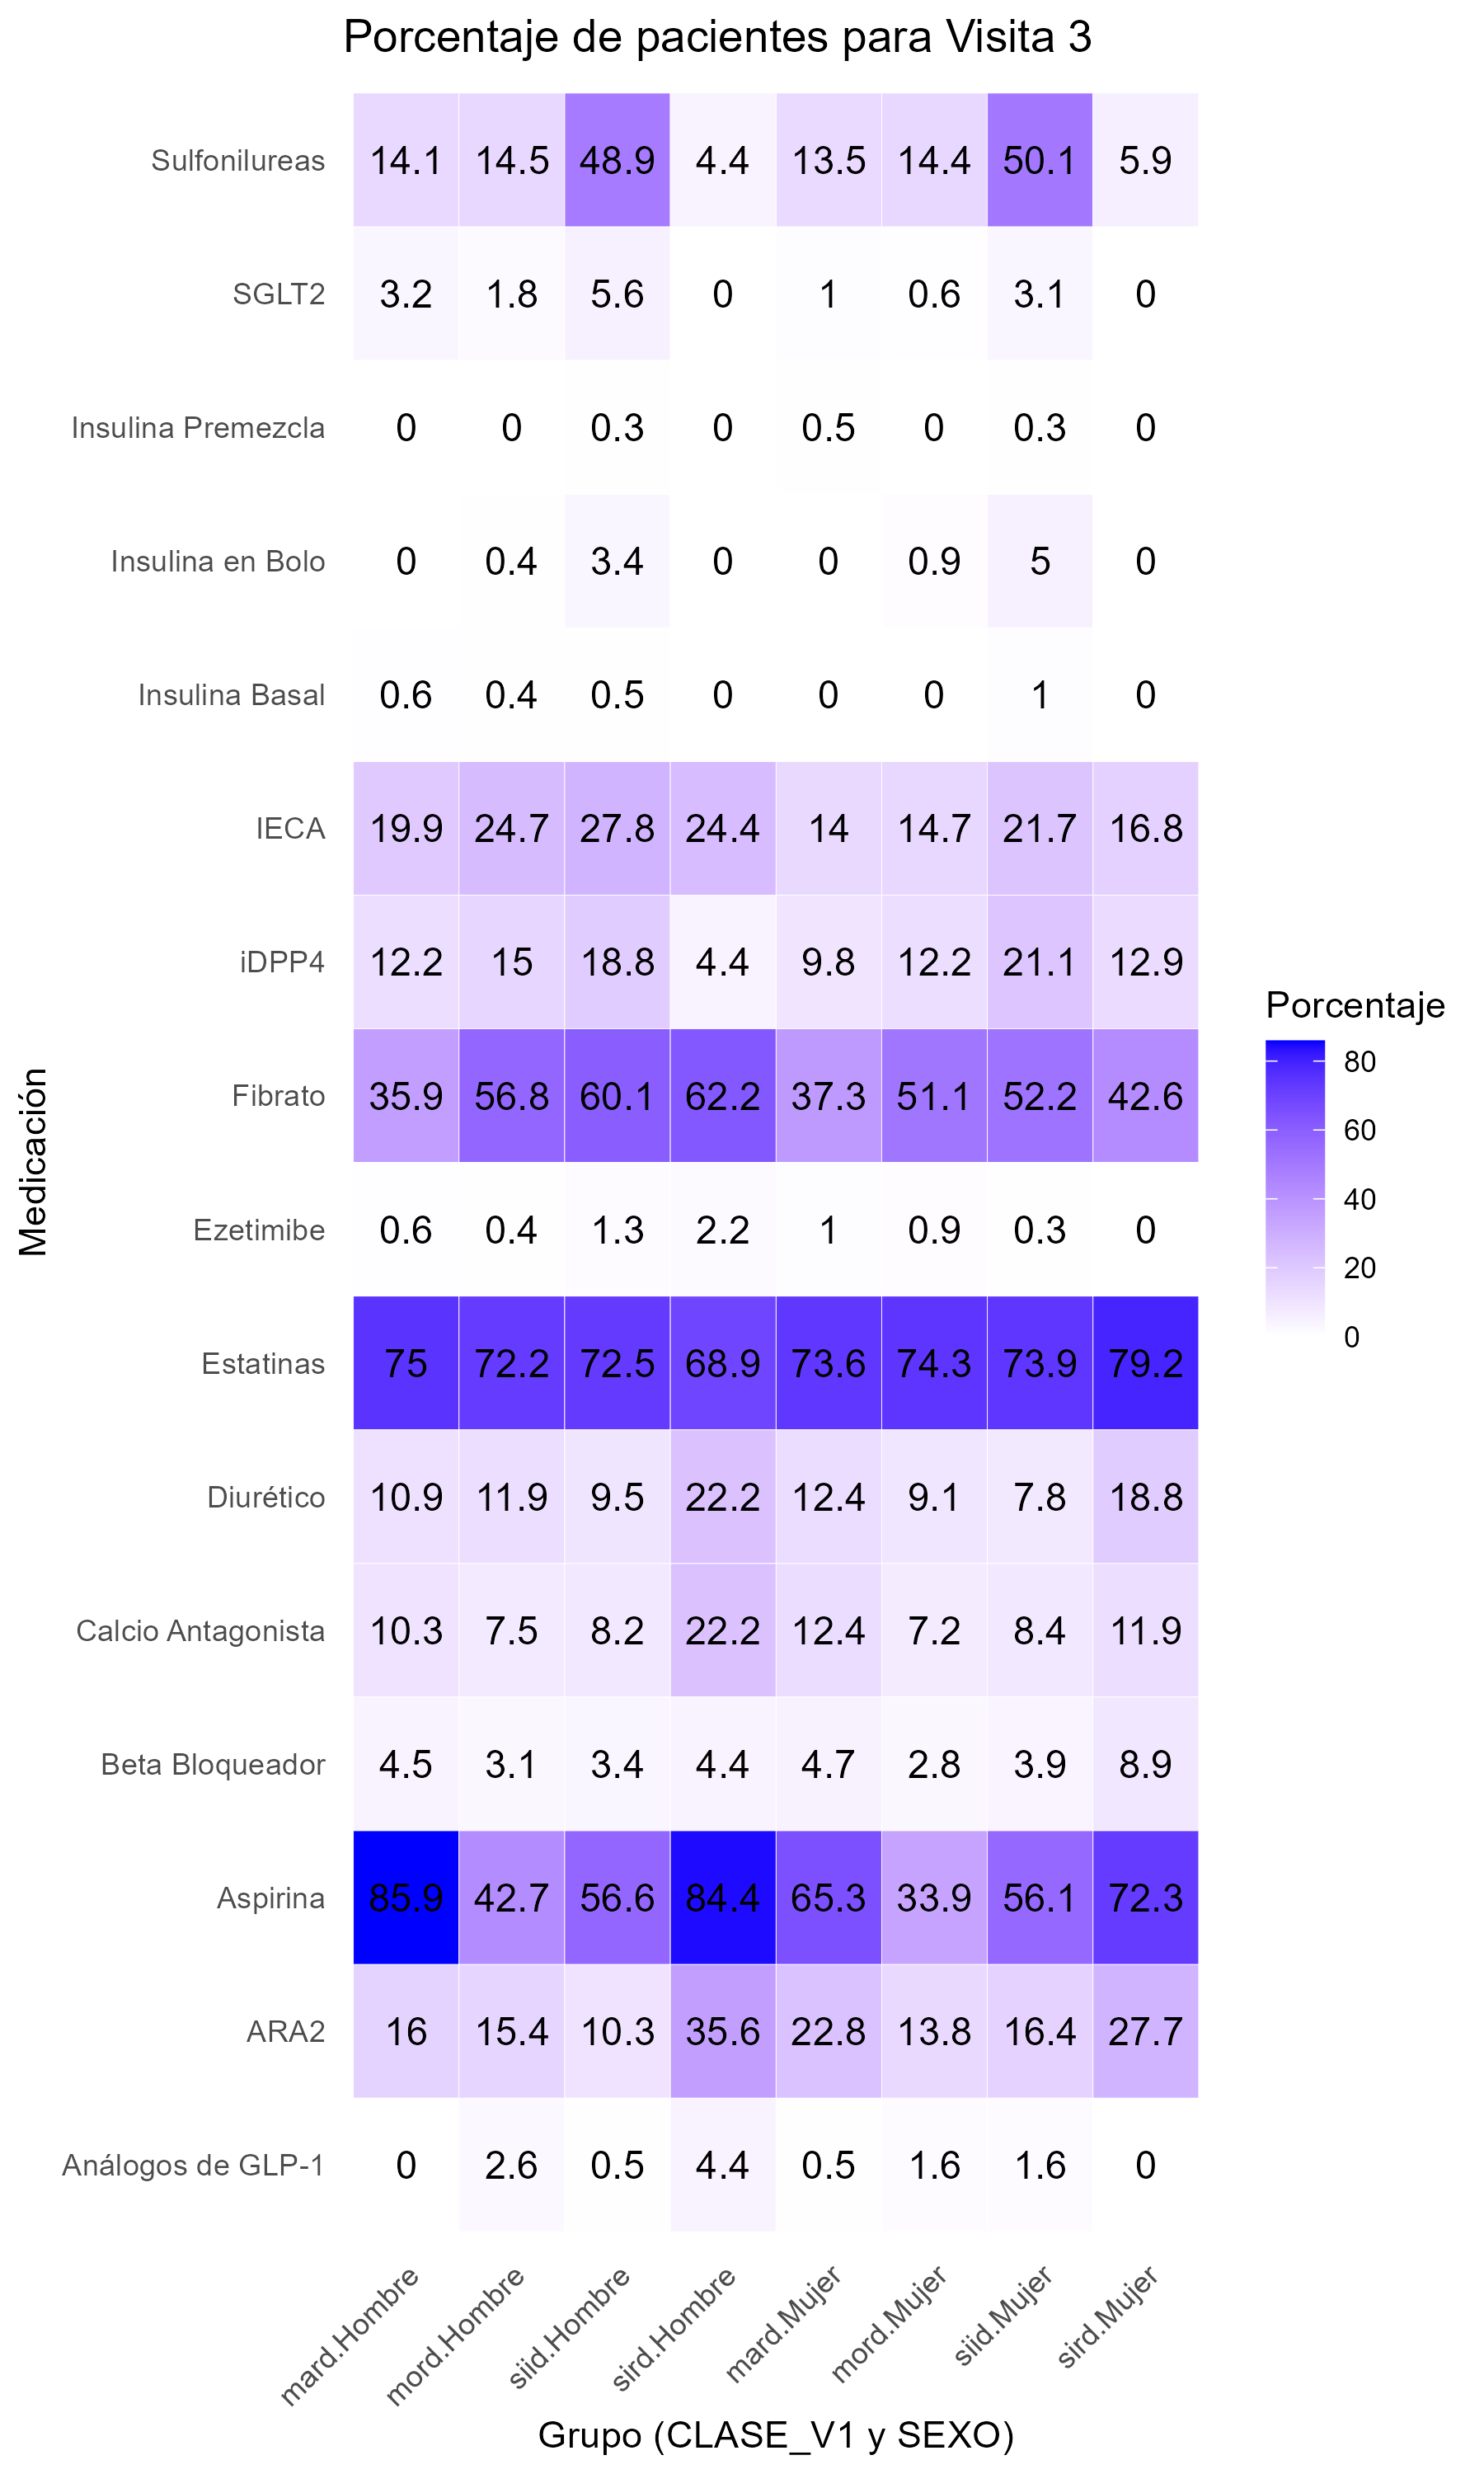 Porcentaje de pacientes para Visita 3
Medicación
Sulfonilureas 14.1 14.5 48.9 4.4 13.5 14.4 50.1 5.9
SGLT2 3.2 1.8 5.6 0 1 0.6 3.1 0
Insulina Premezcla 0 0 0.3 0 0.5 0 0.3 0
Insulina en Bolo 0 0.4 3.4 0 0 0.9 5 0
Insulina Basal 0.6 0.4 0.5 0 0 0 1 0
IECA 19.9 24.7 27.8 24.4 14 14.7 21.7 16.8
iDPP4 12.2 15 18.8 4.4 9.8 12.2 21.1 12.9
Fibrato 35.9 56.8 60.1 62.2 37.3 51.1 52.2 42.6
Ezetimibe 0.6 0.4 1.3 2.2 1 0.9 0.3 0
Estatinas 75 72.2 72.5 68.9 73.6 74.3 73.9 79.2
Diurético 10.9 11.9 9.5 22.2 12.4 9.1 7.8 18.8
Calcio Antagonista 10.3 7.5 8.2 22.2 12.4 7.2 8.4 11.9
Beta Bloqueador 4.5 3.1 3.4 4.4 4.7 2.8 3.9 8.9
Aspirina 85.9 42.7 56.6 84.4 65.3 33.9 56.1 72.3
ARA2 16 15.4 10.3 35.6 22.8 13.8 16.4 27.7
Análogos de GLP-1 0 2.6 0.5 4.4 0.5 1.6 1.6 0
mard.Hombre mord.Hombre siid.Hombre sird.Hombre mard.Mujer mord.Mujer siid.Mujer sird.Mujer
Grupo (CLASE_V1 y SEXO)
Porcentaje
80
60
40
20
0